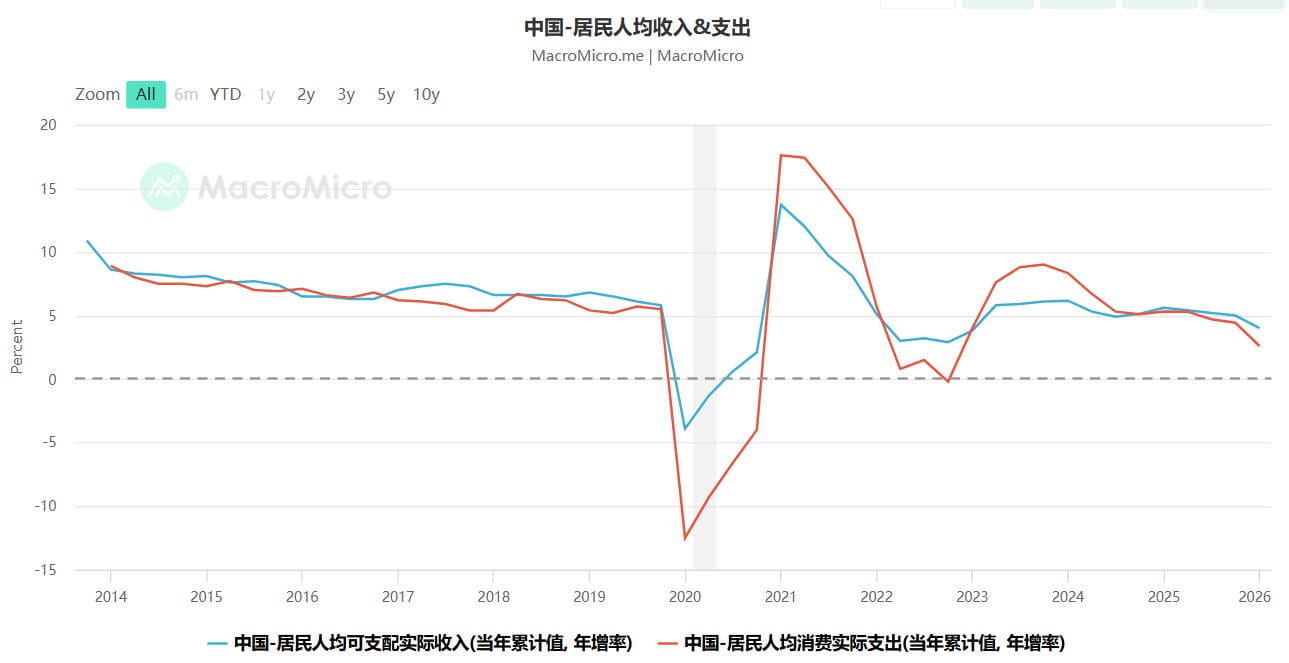 中国-居民人均收入&支出
MacroMicro.me | MacroMicro
Zoom All 6m YTD 1y 2y 3y 5y 10y
MacroMicro
Percent
20
15
10
5
0
-5
-10
-15
2014 2015 2016 2017 2018 2019 2020 2021 2022 2023 2024 2025 2026
中国-居民人均可支配实际收入(当年累计值, 年增率) 中国-居民人均消费实际支出(当年累计值, 年增率)